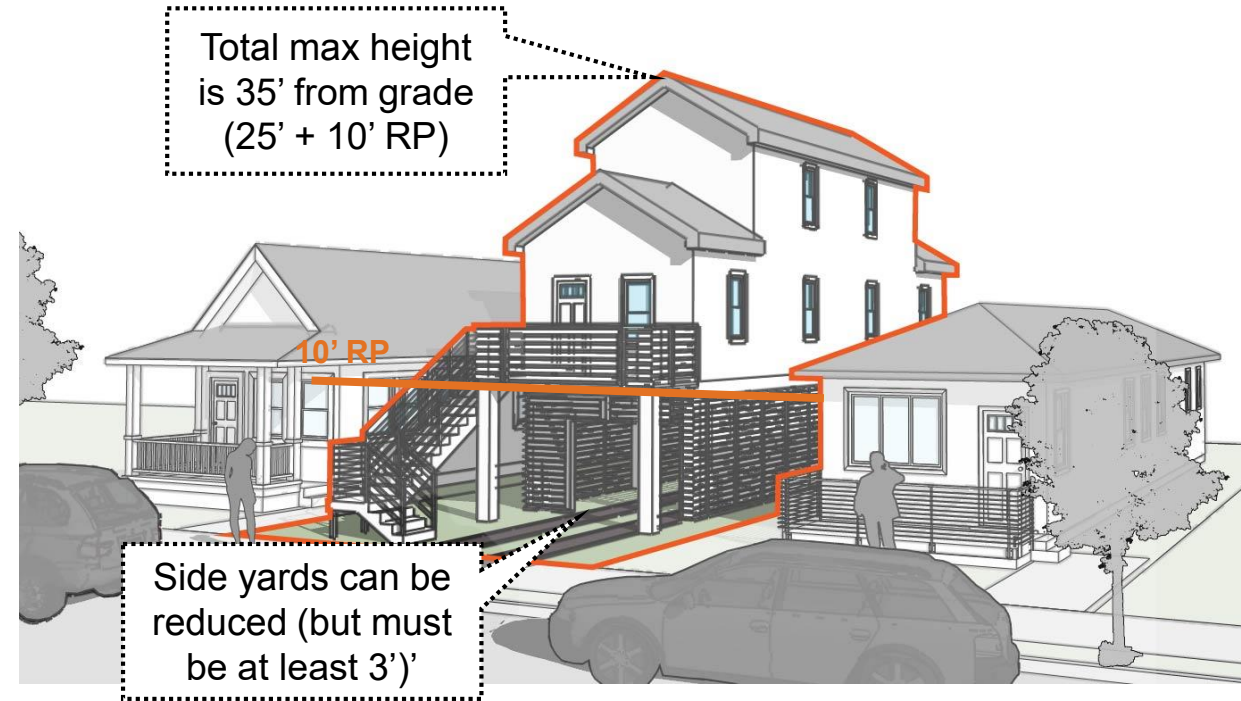 Total max height
is 35’ from grade
(25’ + 10’ RP)
10’ RP
Side yards can be
reduced (but must
be at least 3’)’